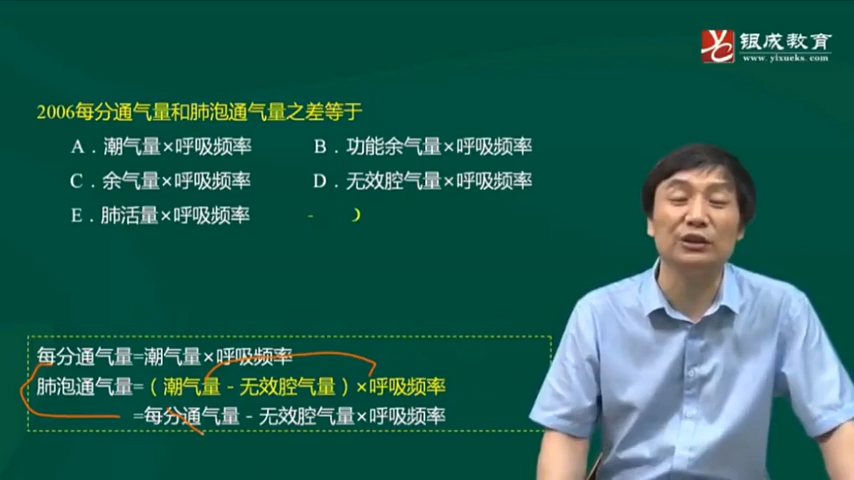 银成教育
www.yixueks.com
2006每分通气量和肺泡通气量之差等于
A．潮气量×呼吸频率 B．功能余气量×呼吸频率
C．余气量×呼吸频率 D．无效腔气量×呼吸频率
E．肺活量×呼吸频率
每分通气量=潮气量×呼吸频率
肺泡通气量=（潮气量－无效腔气量）×呼吸频率
=每分通气量－无效腔气量×呼吸频率